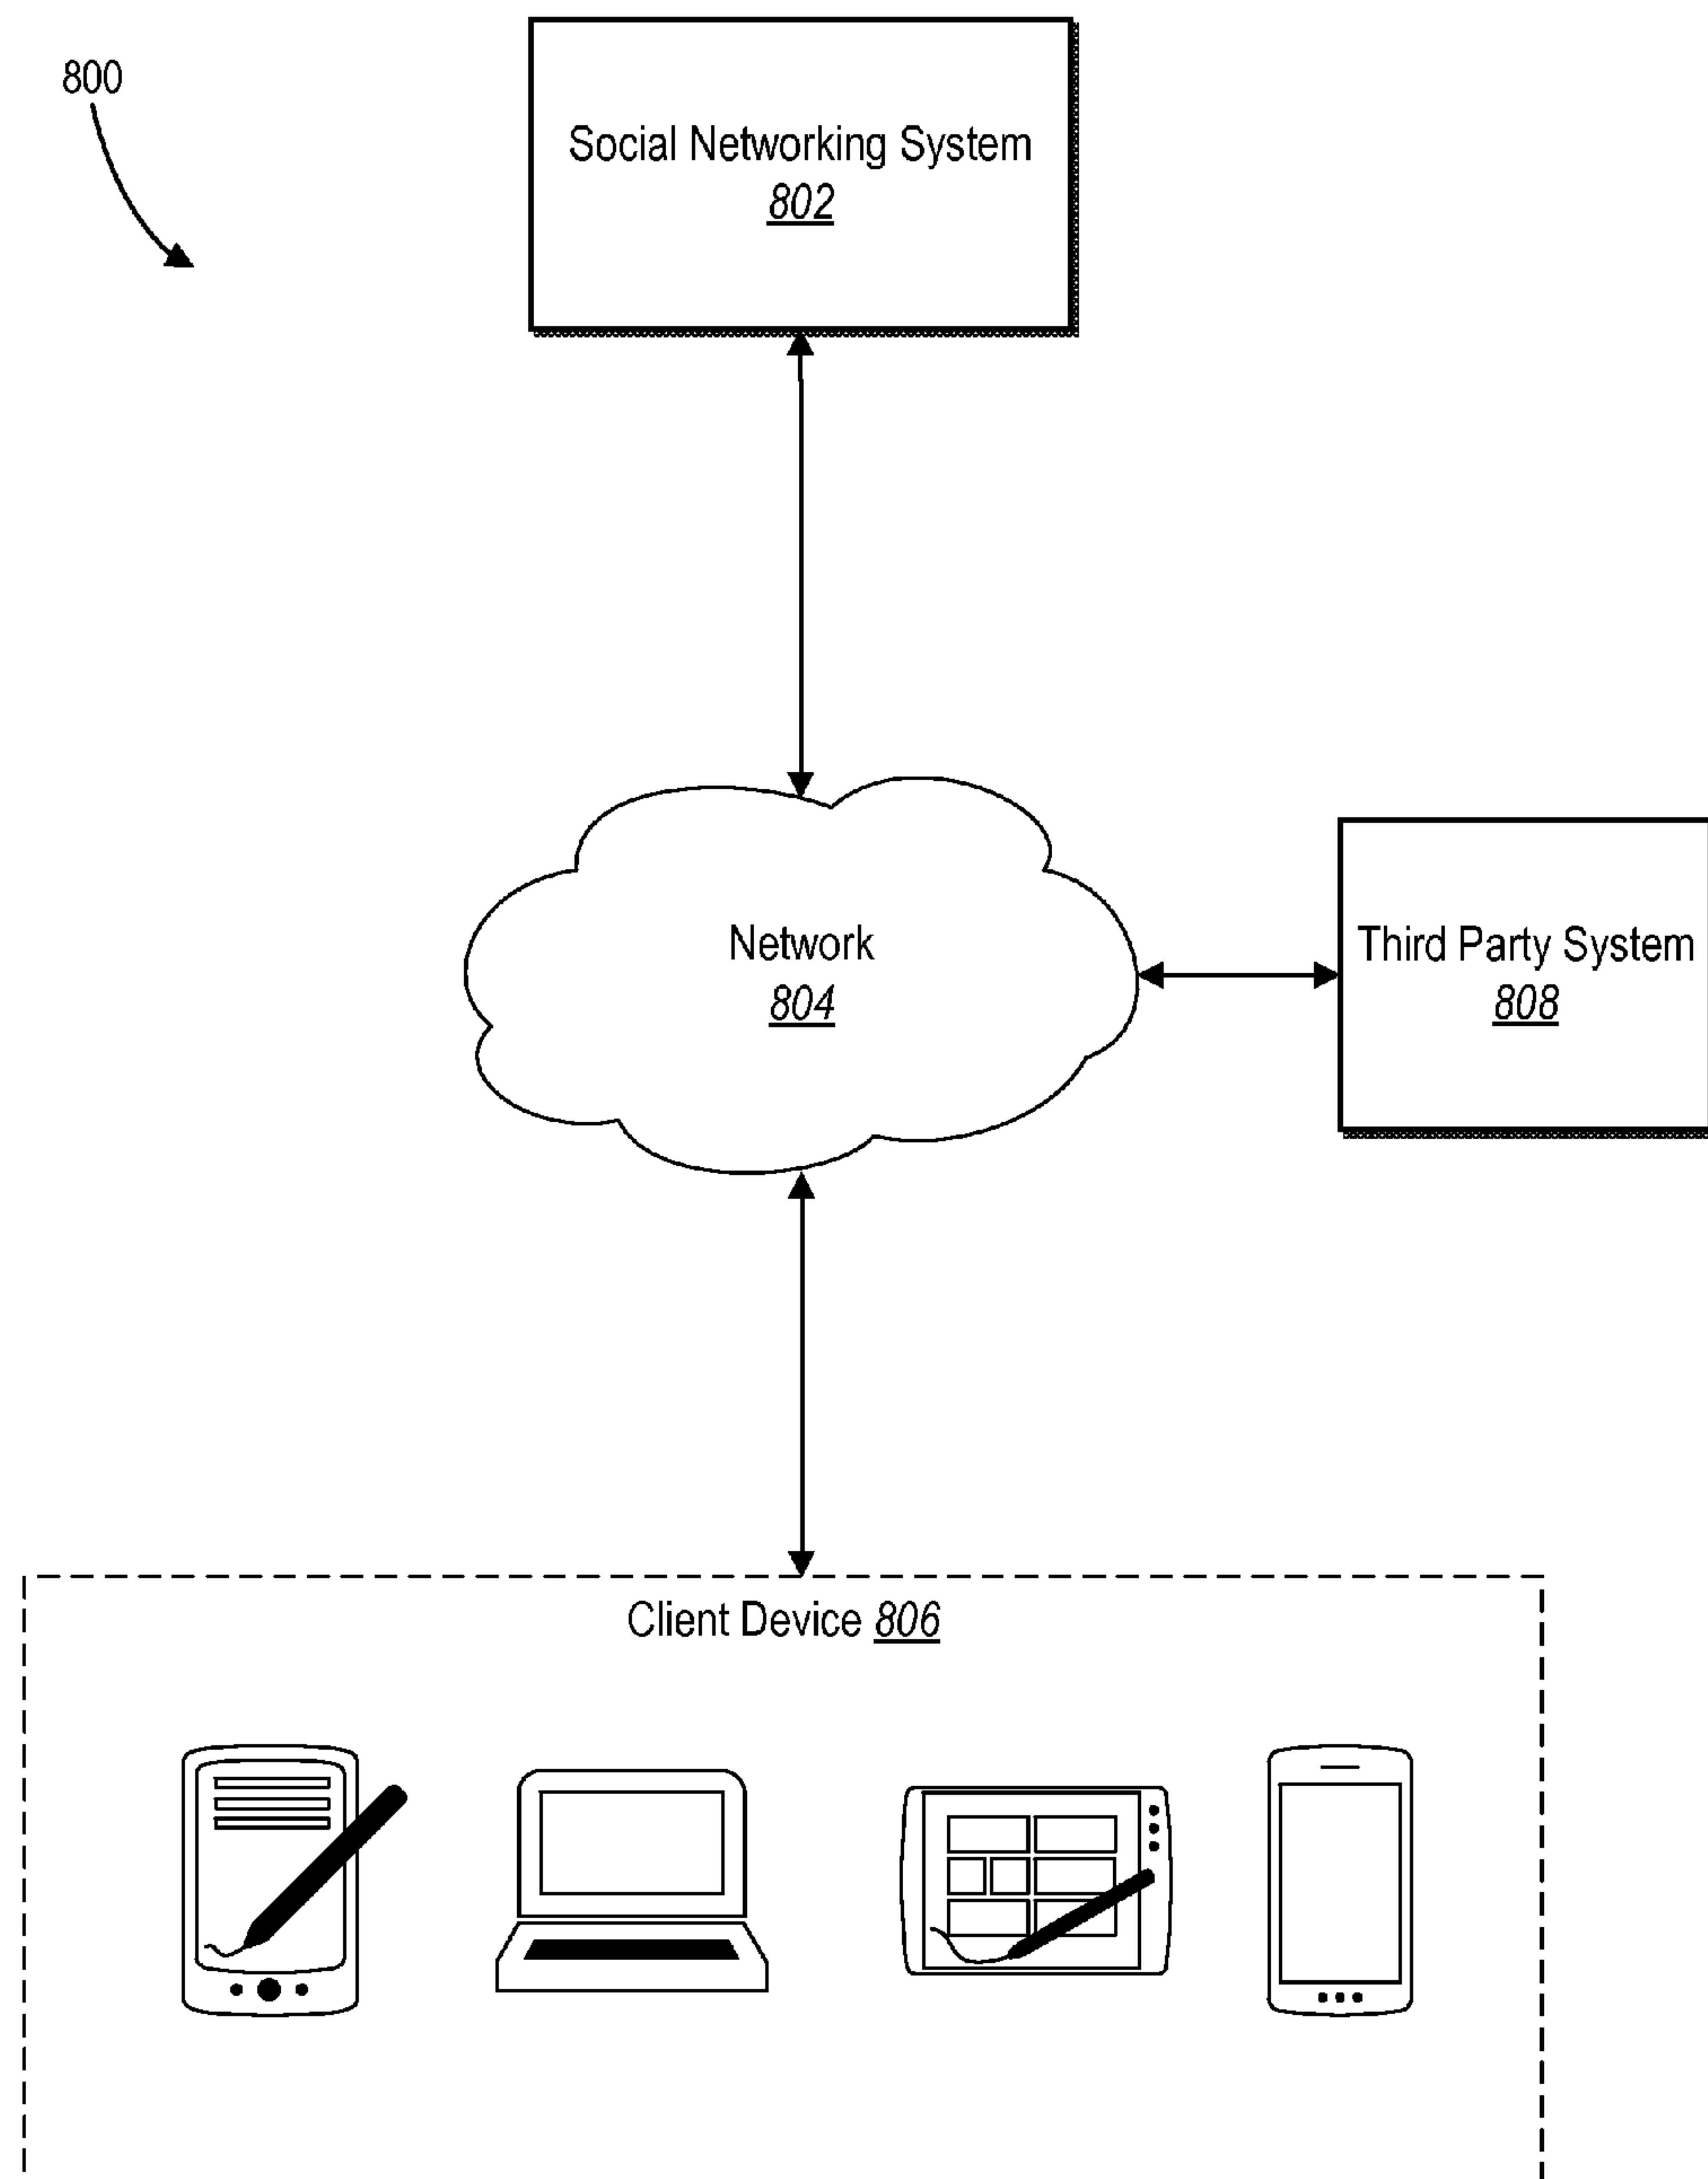 800
Social Networking System
802
Network
804
Third Party System
808
Client Device 806